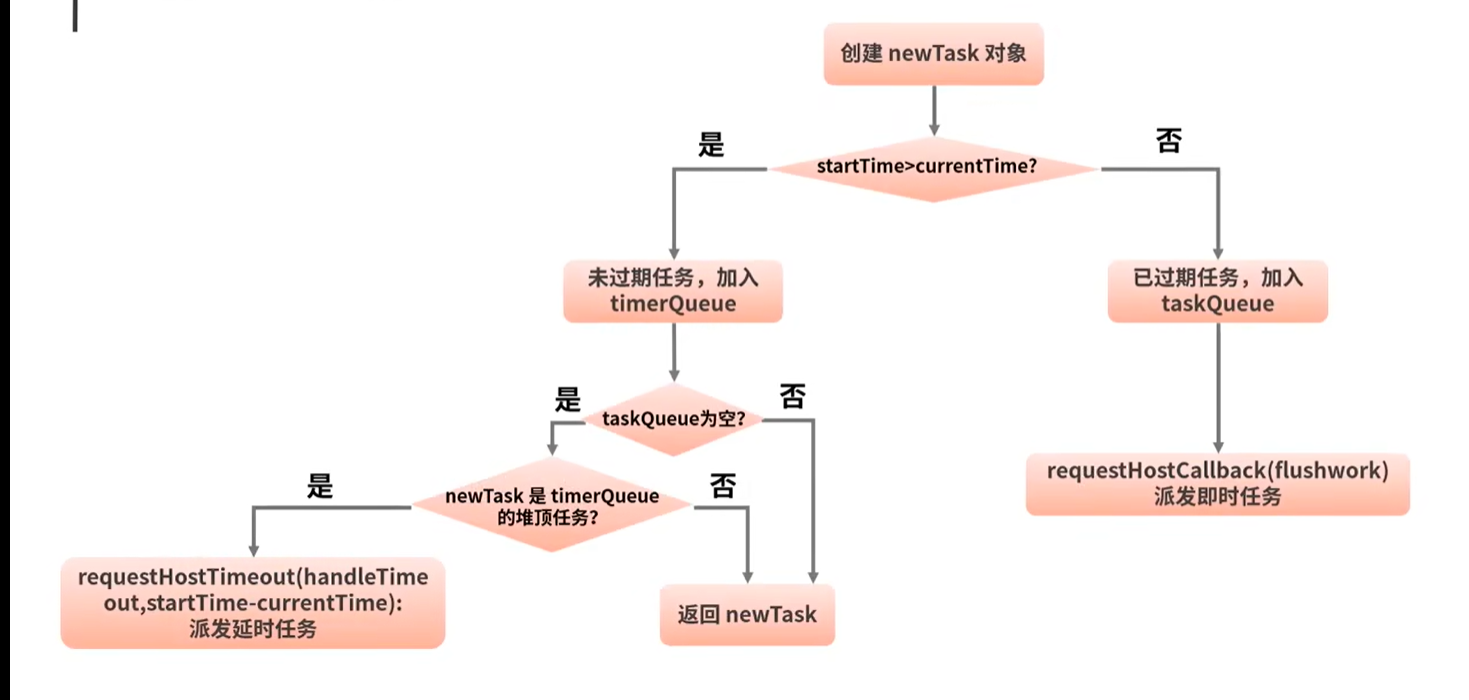 创建 newTask 对象
是
startTime>currentTime?
否
未过期任务，加入
timerQueue
已过期任务，加入
taskQueue
是
taskQueue为空?
否
是
newTask 是 timerQueue
的堆顶任务?
否
requestHostCallback(flushwork)
派发即时任务
requestHostTimeout(handleTime
out,startTime-currentTime):
派发延时任务
返回 newTask